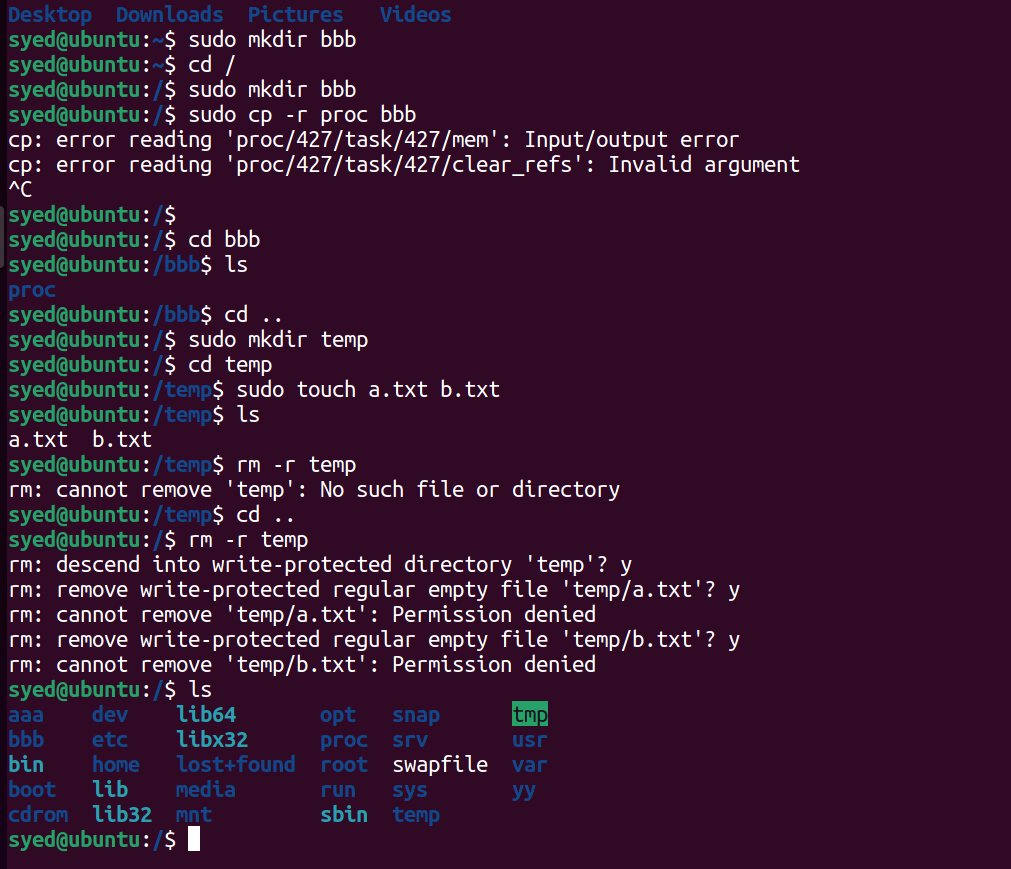 Desktop  Downloads  Pictures   Videos
syed@ubuntu:~$ sudo mkdir bbb
syed@ubuntu:~$ cd /
syed@ubuntu:/$ sudo mkdir bbb
syed@ubuntu:/$ sudo cp -r proc bbb
cp: error reading 'proc/427/task/427/mem': Input/output error
cp: error reading 'proc/427/task/427/clear_refs': Invalid argument
^C
syed@ubuntu:/$
syed@ubuntu:/$ cd bbb
syed@ubuntu:/bbb$ ls
proc
syed@ubuntu:/bbb$ cd ..
syed@ubuntu:/$ sudo mkdir temp
syed@ubuntu:/$ cd temp
syed@ubuntu:/temp$ sudo touch a.txt b.txt
syed@ubuntu:/temp$ ls
a.txt  b.txt
syed@ubuntu:/temp$ rm -r temp
rm: cannot remove 'temp': No such file or directory
syed@ubuntu:/temp$ cd ..
syed@ubuntu:/$ rm -r temp
rm: descend into write-protected directory 'temp'? y
rm: remove write-protected regular empty file 'temp/a.txt'? y
rm: cannot remove 'temp/a.txt': Permission denied
rm: remove write-protected regular empty file 'temp/b.txt'? y
rm: cannot remove 'temp/b.txt': Permission denied
syed@ubuntu:/$ ls
aaa    dev    lib64       opt   snap      tmp
bbb    etc    libx32      proc  srv       usr
bin    home   lost+found  root  swapfile  var
boot   lib    media       run   sys       yy
cdrom  lib32  mnt         sbin  temp
syed@ubuntu:/$